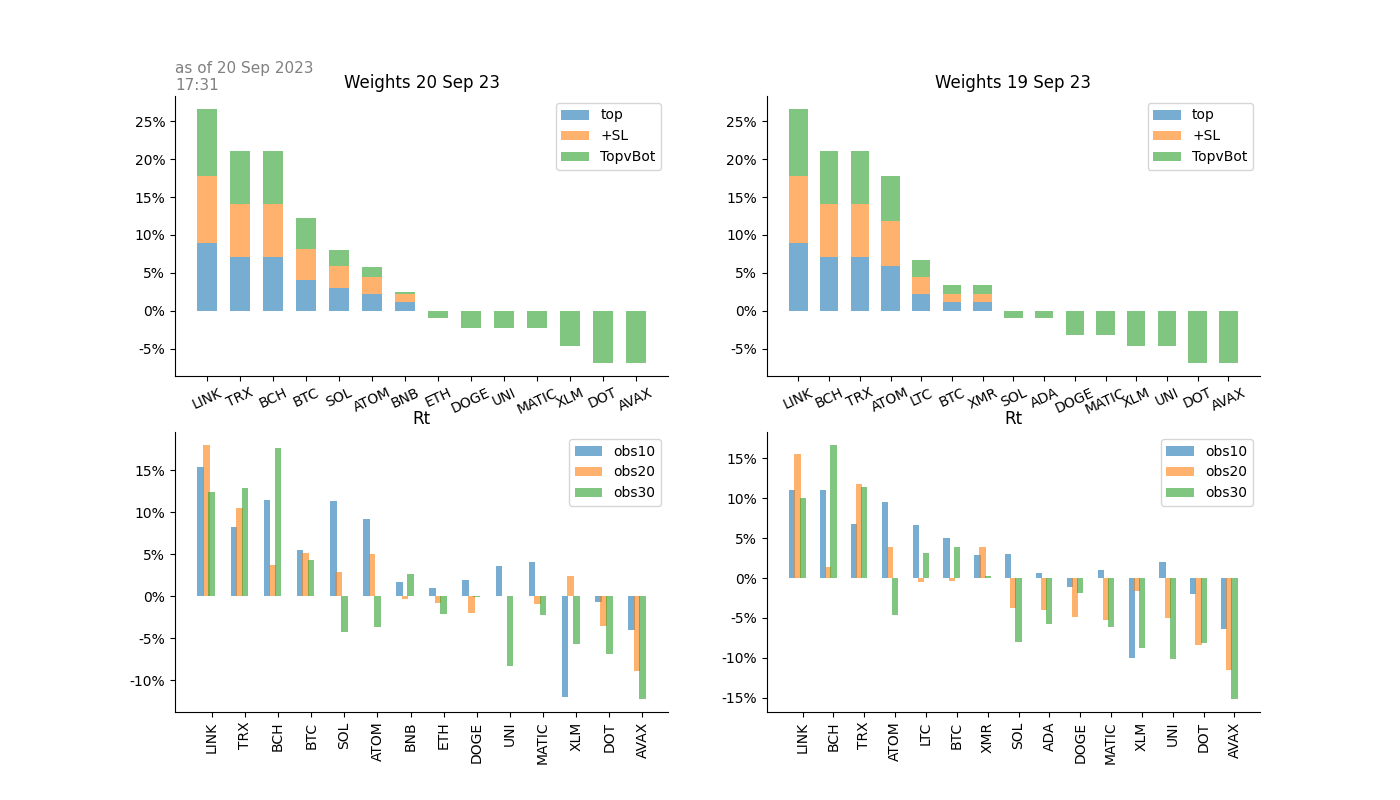 as of 20 Sep 2023
17:31
Weights 20 Sep 23
25%
20%
15%
10%
5%
0%
-5%
top
+SL
TopvBot
LINK TRX BCH BTC SOL ATOM BNB ETH DOGE UNI MATIC XLM DOT AVAX
Weights 19 Sep 23
25%
20%
15%
10%
5%
0%
-5%
top
+SL
TopvBot
LINK BCH TRX ATOM LTC BTC XMR SOL ADA DOGE MATIC XLM UNI DOT AVAX
Rt
15%
10%
5%
0%
-5%
-10%
obs10
obs20
obs30
LINK TRX BCH BTC SOL ATOM BNB ETH DOGE UNI MATIC XLM DOT AVAX
Rt
15%
10%
5%
0%
-5%
-10%
-15%
obs10
obs20
obs30
LINK BCH TRX ATOM LTC BTC XMR SOL ADA DOGE MATIC XLM UNI DOT AVAX